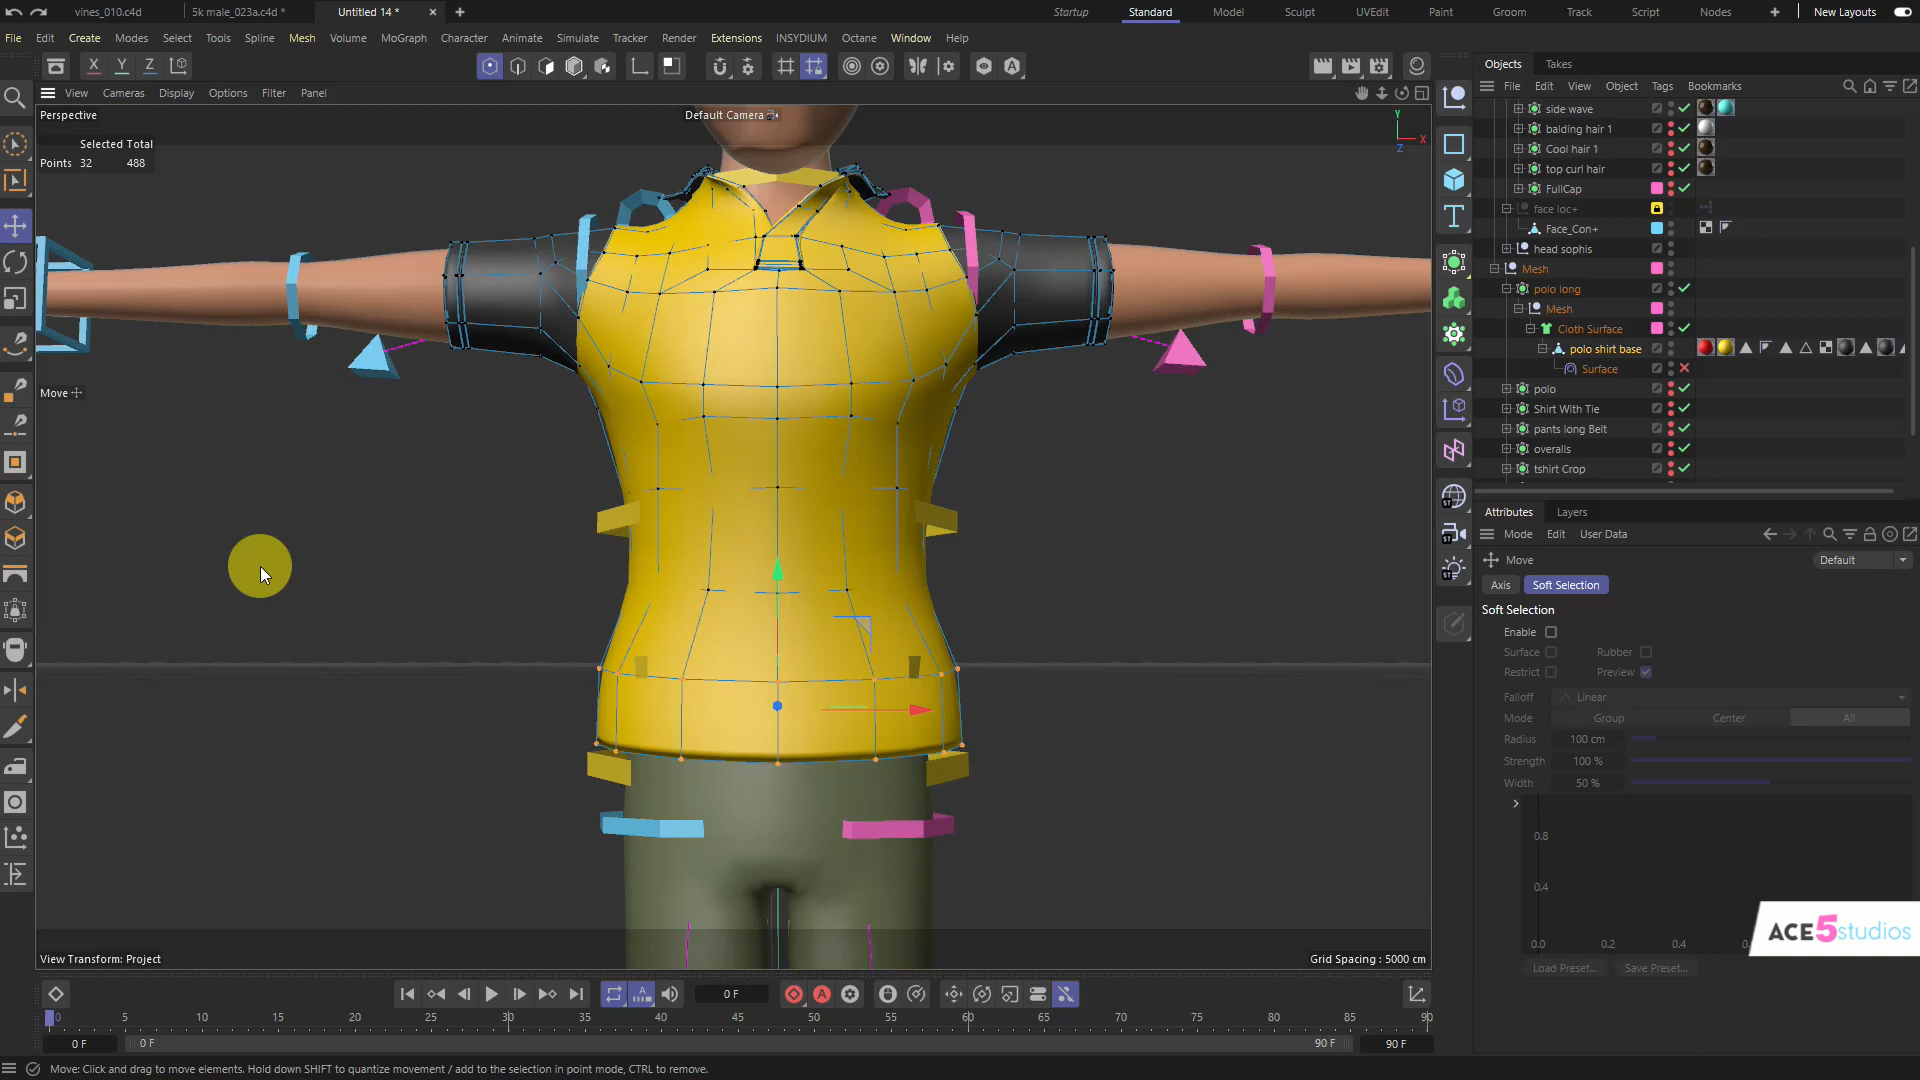 vines_010.c4d
5k male_023a.c4d *
Untitled 14 *
Startup
Standard
Model
Sculpt
UVEdit
Paint
Groom
Track
Script
Nodes
New Layouts
File Edit Create Modes Select Tools Spline Mesh Volume MoGraph Character Animate Simulate Tracker Render Extensions INSYDIUM Octane Window Help
X Y Z
View Cameras Display Options Filter Panel
Perspective
Default Camera
Selected Total
Points 32 488
Move
Y
X
Z
View Transform: Project
Grid Spacing : 5000 cm
Objects Takes
File Edit View Object Tags Bookmarks
side wave
balding hair 1
Cool hair 1
top curl hair
FullCap
face loc+
Face_Con+
head sophis
Mesh
polo long
Mesh
Cloth Surface
polo shirt base
Surface
polo
Shirt With Tie
pants long Belt
overalls
tshirt Crop
Attributes Layers
Mode Edit User Data
Move
Default
Axis Soft Selection
Soft Selection
Enable
Surface Rubber
Restrict Preview
Falloff Linear
Mode Group Center All
Radius 100 cm
Strength 100 %
Width 50 %
0.8
0.4
0.0 0.2 0.4
Load Preset... Save Preset...
ACE5studios
0 F
0 5 10 15 20 25 30 35 40 45 50 55 60 65 70 75 80 85 90
0 F 0 F 90 F 90 F
Move: Click and drag to move elements. Hold down SHIFT to quantize movement / add to the selection in point mode, CTRL to remove.